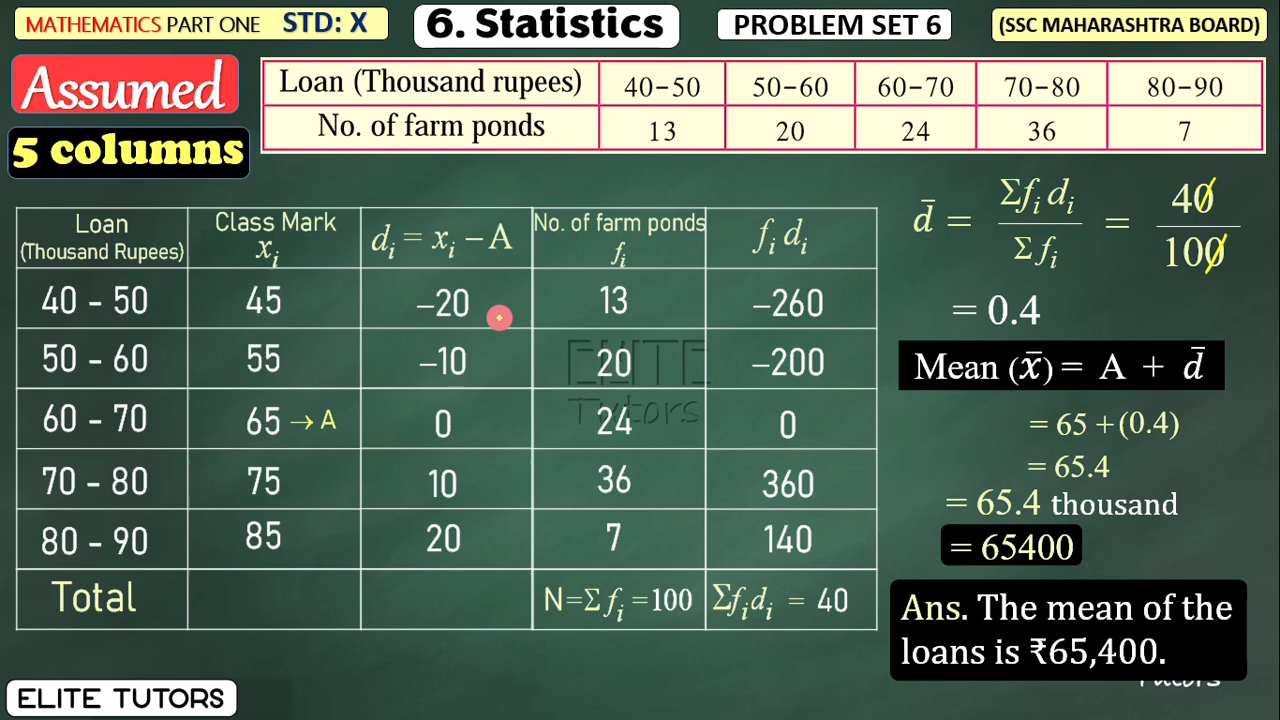 MATHEMATICS PART ONE STD: X
6. Statistics
PROBLEM SET 6
(SSC MAHARASHTRA BOARD)
Assumed
5 columns
Loan (Thousand rupees) 40-50 50-60 60-70 70-80 80-90
No. of farm ponds 13 20 24 36 7
Loan (Thousand Rupees) Class Mark xᵢ dᵢ = xᵢ – A No. of farm ponds fᵢ fᵢ dᵢ
40 - 50 45 –20 13 –260
50 - 60 55 –10 20 –200
60 - 70 65 → A 0 24 0
70 - 80 75 10 36 360
80 - 90 85 20 7 140
Total N=Σ fᵢ =100 Σfᵢdᵢ = 40
d̄ = Σfᵢ dᵢ / Σ fᵢ = 40 / 100
= 0.4
Mean (x̄) = A + d̄
= 65 + (0.4)
= 65.4
= 65.4 thousand
= 65400
Ans. The mean of the
loans is ₹65,400.
ELITE
Tutors
Tutors
ELITE TUTORS